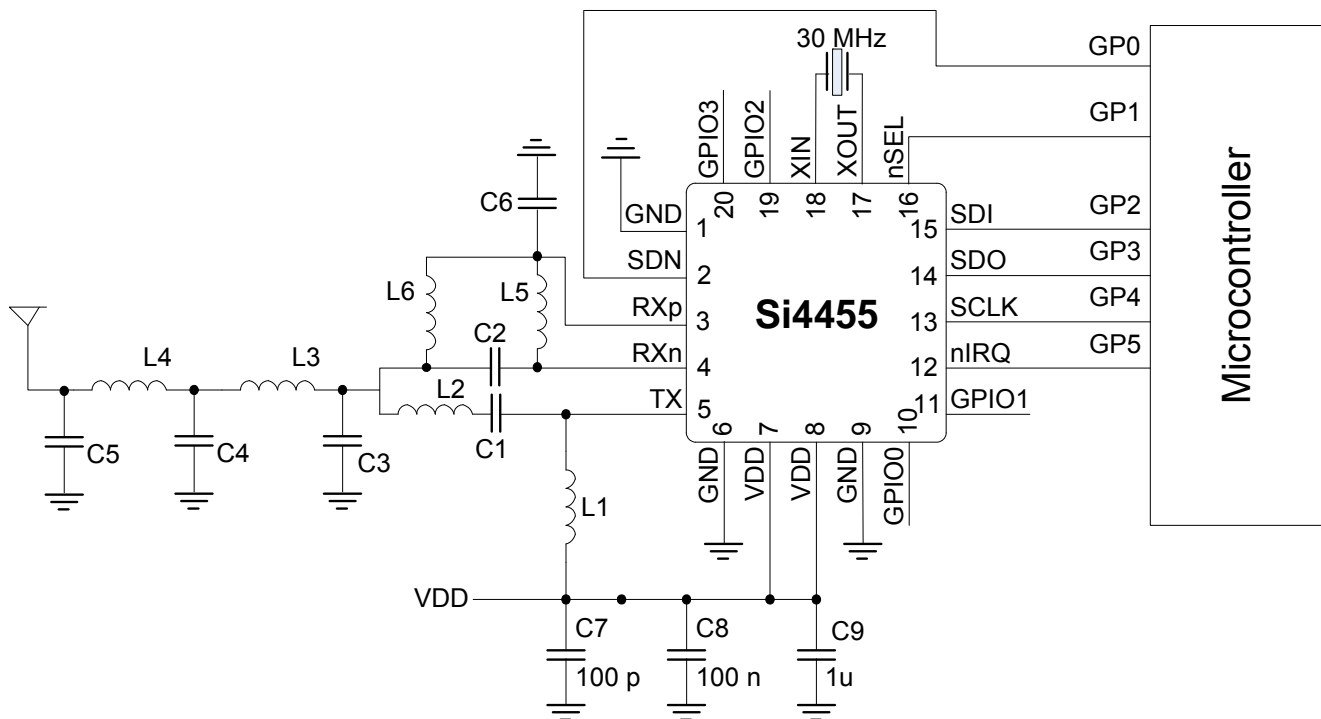 30 MHz
GP0
GPIO3
GPIO2
XIN
XOUT
nSEL
GP1
C6
GND
20
19
18
17
16
1
15
SDI
GP2
SDN
2
14
SDO
GP3
L6
L5
RXp
3
Si4455
13
SCLK
GP4
C2
RXn
4
12
nIRQ
GP5
Microcontroller
L4
L3
L2
TX
5
11
GPIO1
C5
C4
C3
C1
6
7
8
9
10
GND
VDD
VDD
GND
GPIO0
L1
VDD
C7
C8
C9
100 p
100 n
1u